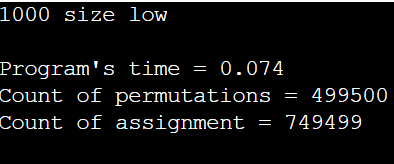 1000 size low
Program's time = 0.074
Count of permutations = 499500
Count of assignment = 749499